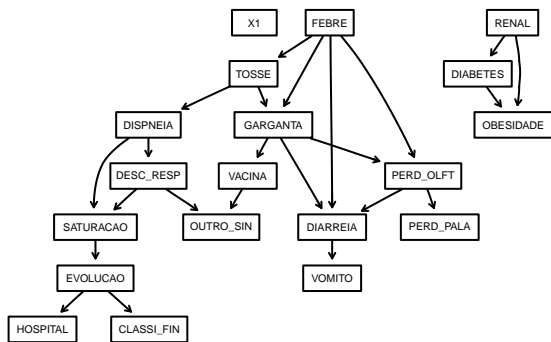 X1
FEBRE
RENAL
TOSSE
DIABETES
DISPNEIA
GARGANTA
OBESIDADE
DESC_RESP
VACINA
PERD_OLFT
SATURACAO
OUTRO_SIN
DIARREIA
PERD_PALA
EVOLUCAO
VOMITO
HOSPITAL
CLASSI_FIN